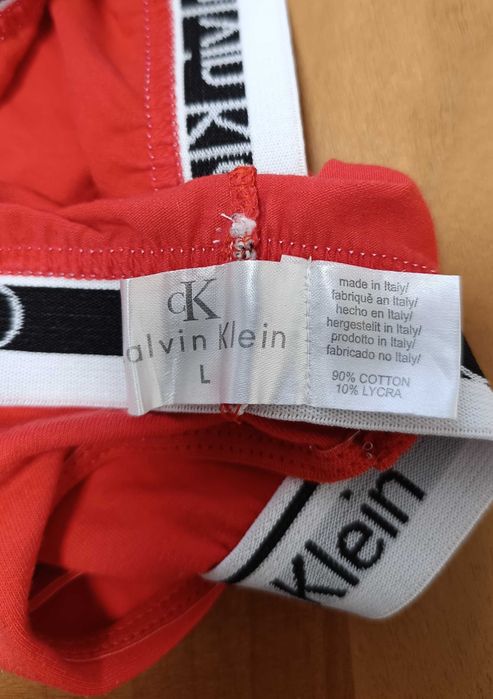 cK
alvin Klein
L
made in Italy/
fabriquè an Italy/
hecho en Italy/
hergestelit in Italy/
prodotto in Italy/
fabricado no Italy/
90% COTTON
10% LYCRA
Klein